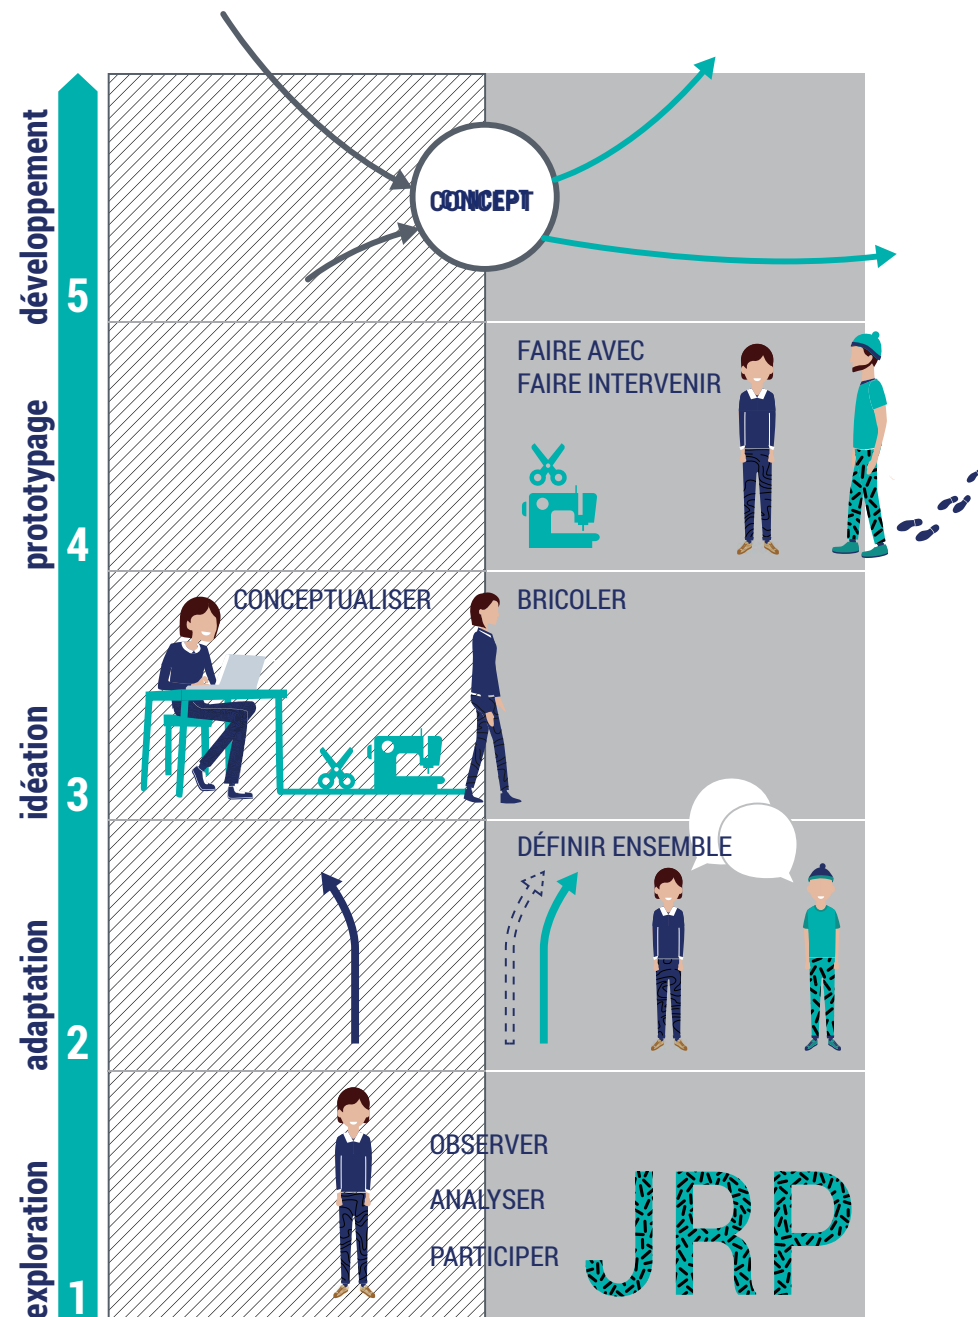 développement
5
CONCEPT
prototypage
4
FAIRE AVEC
FAIRE INTERVENIR
idéation
3
CONCEPTUALISER
BRICOLER
adaptation
2
DÉFINIR ENSEMBLE
exploration
1
OBSERVER
ANALYSER
PARTICIPER
JRP